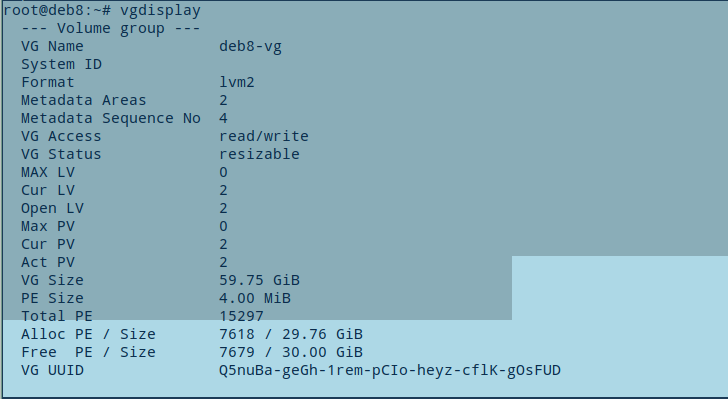 root@deb8:~# vgdisplay
--- Volume group ---
VG Name deb8-vg
System ID
Format lvm2
Metadata Areas 2
Metadata Sequence No 4
VG Access read/write
VG Status resizable
MAX LV 0
Cur LV 2
Open LV 2
Max PV 0
Cur PV 2
Act PV 2
VG Size 59.75 GiB
PE Size 4.00 MiB
Total PE 15297
Alloc PE / Size 7618 / 29.76 GiB
Free  PE / Size 7679 / 30.00 GiB
VG UUID Q5nuBa-geGh-1rem-pCIo-heyz-cflK-gOsFUD